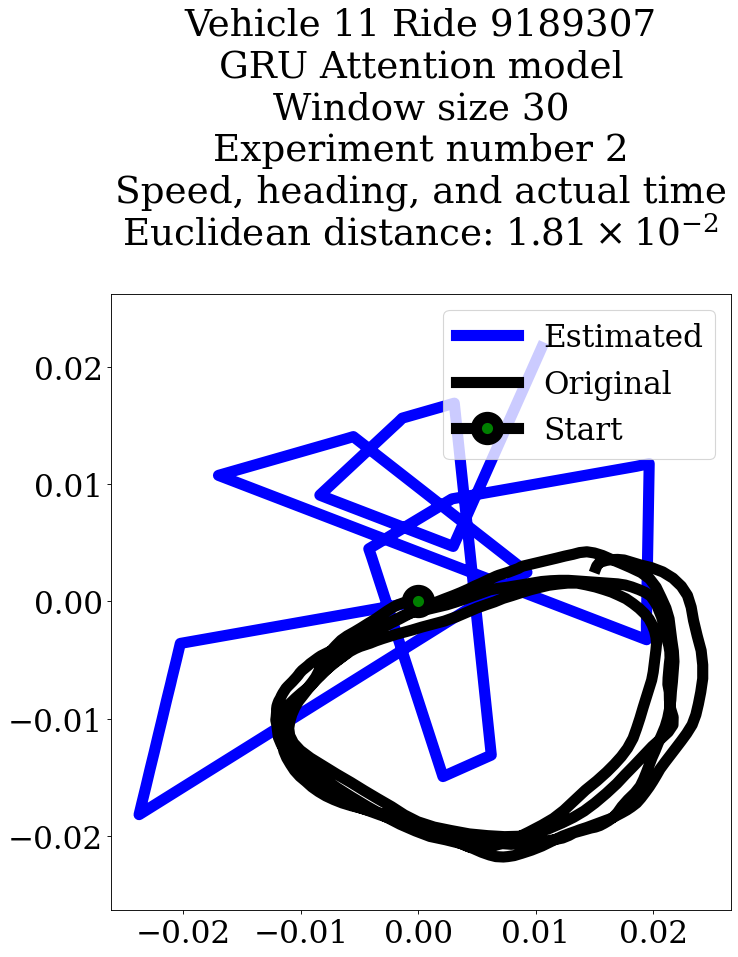 Vehicle 11 Ride 9189307
GRU Attention model
Window size 30
Experiment number 2
Speed, heading, and actual time
Euclidean distance: 1.81 × 10⁻²
Estimated
Original
Start
0.02
0.01
0.00
−0.01
−0.02
−0.02 −0.01 0.00 0.01 0.02